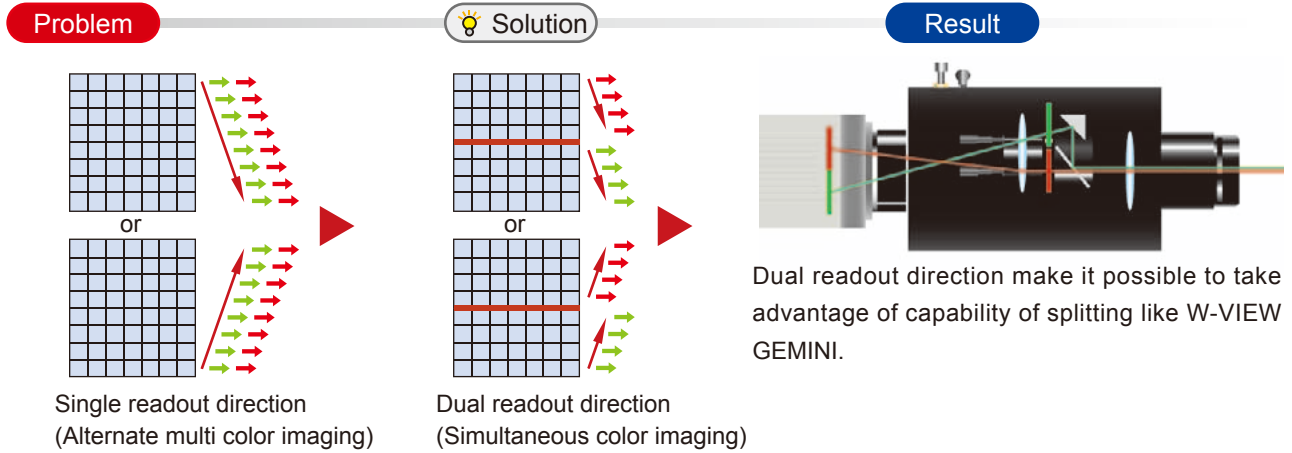 Problem
Solution
Result
or
Single readout direction
(Alternate multi color imaging)
or
Dual readout direction
(Simultaneous color imaging)
Dual readout direction make it possible to take
advantage of capability of splitting like W-VIEW
GEMINI.